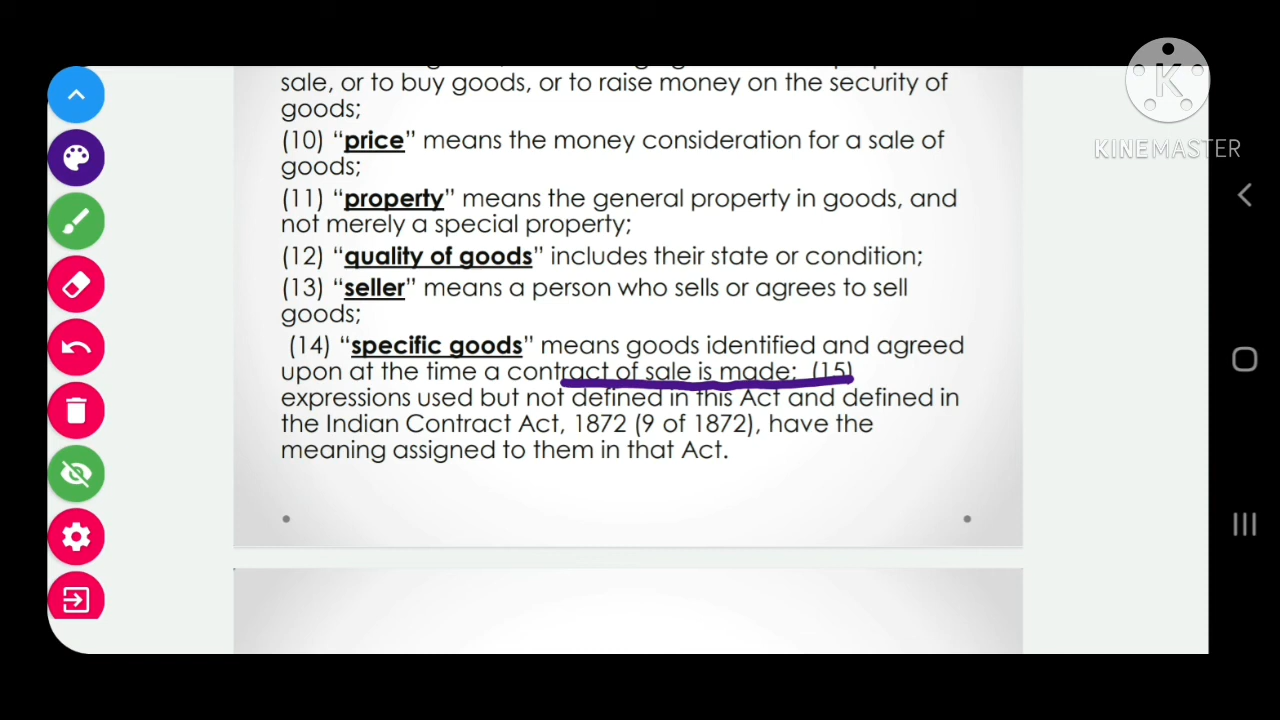 sale, or to buy goods, or to raise money on the security of
goods;
(10) “price” means the money consideration for a sale of
goods;
(11) “property” means the general property in goods, and
not merely a special property;
(12) “quality of goods” includes their state or condition;
(13) “seller” means a person who sells or agrees to sell
goods;
(14) “specific goods” means goods identified and agreed
upon at the time a contract of sale is made; (15)
expressions used but not defined in this Act and defined in
the Indian Contract Act, 1872 (9 of 1872), have the
meaning assigned to them in that Act.
K
KINEMASTER